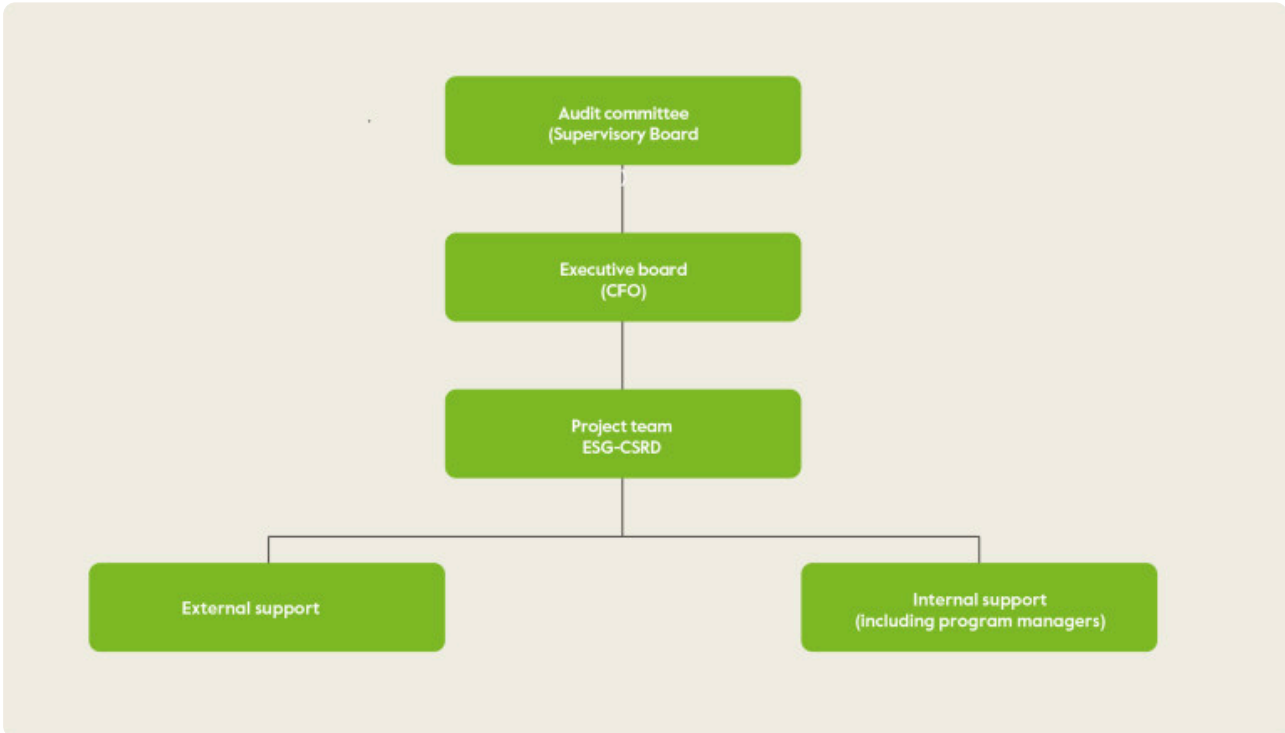 Audit committee
(Supervisory Board
)
Executive board
(CFO)
Project team
ESG-CSRD
External support
Internal support
(including program managers)